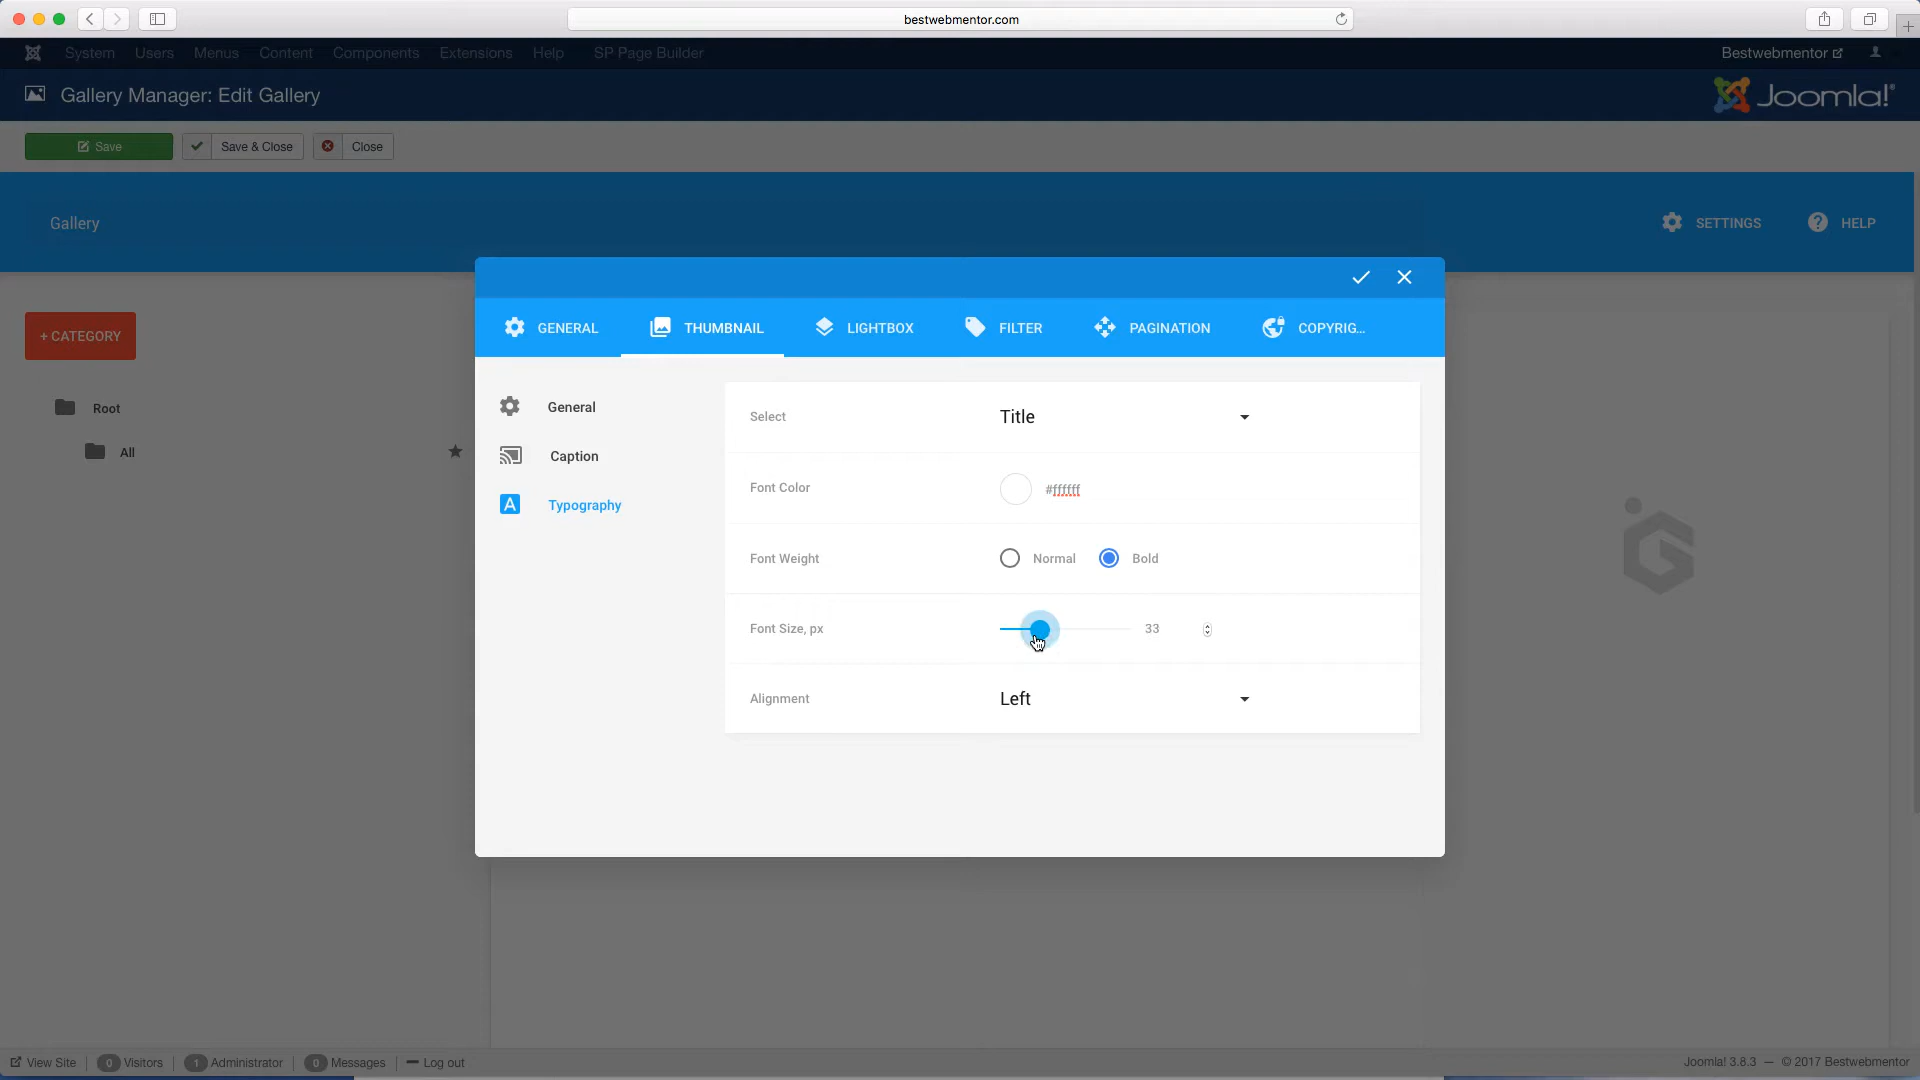 bestwebmentor.com
System Users Menus Content Components Extensions Help SP Page Builder Bestwebmentor
Gallery Manager: Edit Gallery Joomla!®
Save Save & Close Close
Gallery SETTINGS HELP
GENERAL THUMBNAIL LIGHTBOX FILTER PAGINATION COPYRIG...
+ CATEGORY
Root
All
General
Caption
Typography
Select Title
Font Color #ffffff
Font Weight Normal Bold
Font Size, px 33
Alignment Left
View Site 0 Visitors 1 Administrator 0 Messages Log out Joomla! 3.8.3 — © 2017 Bestwebmentor